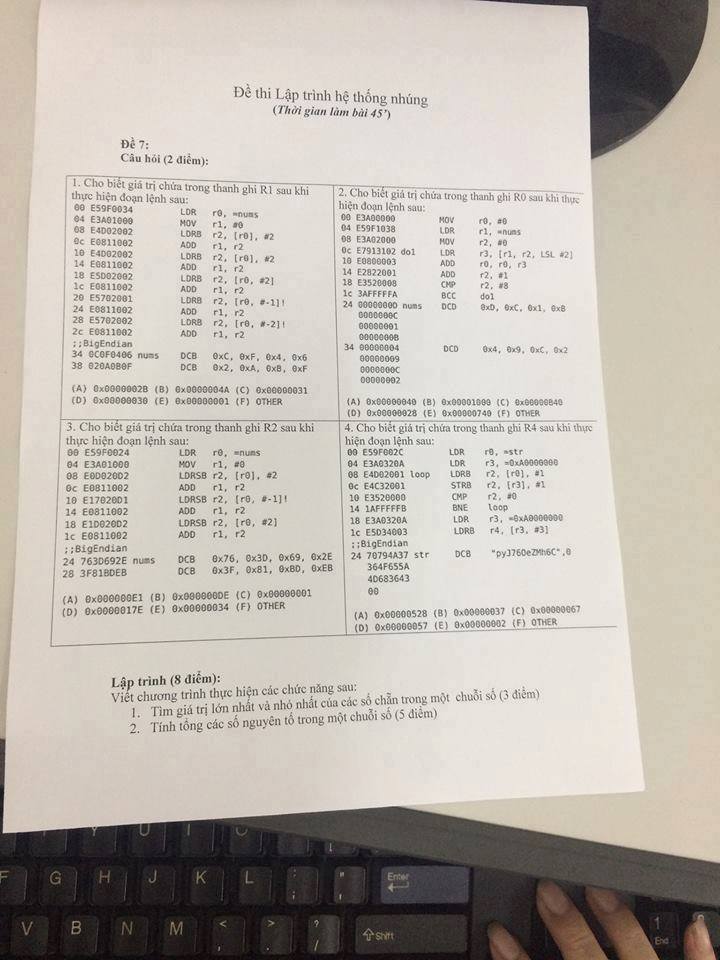 Đề thi Lập trình hệ thống nhúng
(Thời gian làm bài 45’)
Đề 7:
Câu hỏi (2 điểm):
1. Cho biết giá trị chứa trong thanh ghi R1 sau khi
thực hiện đoạn lệnh sau:
00 E59F0034 LDR r0, =nums
04 E3A01000 MOV r1, #0
08 E4D02002 LDRB r2, [r0], #2
0c E0811002 ADD r1, r2
10 E4D02002 LDRB r2, [r0], #2
14 E0811002 ADD r1, r2
18 E5D02002 LDRB r2, [r0, #2]
1c E0811002 ADD r1, r2
20 E5702001 LDRB r2, [r0, #-1]!
24 E0811002 ADD r1, r2
28 E5702002 LDRB r2, [r0, #-2]!
2c E0811002 ADD r1, r2
;;BigEndian
34 0C0F0406 nums DCB 0xC, 0xF, 0x4, 0x6
38 020A0B0F DCB 0x2, 0xA, 0xB, 0xF
(A) 0x0000002B (B) 0x0000004A (C) 0x00000031
(D) 0x00000030 (E) 0x00000001 (F) OTHER
2. Cho biết giá trị chứa trong thanh ghi R0 sau khi thực
hiện đoạn lệnh sau:
00 E3A00000 MOV r0, #0
04 E59F1038 LDR r1, =nums
08 E3A02000 MOV r2, #0
0c E7913102 do1 LDR r3, [r1, r2, LSL #2]
10 E0800003 ADD r0, r0, r3
14 E2822001 ADD r2, #1
18 E3520008 CMP r2, #8
1c 3AFFFFFA BCC do1
24 0000000D nums DCD 0xD, 0xC, 0x1, 0xB
0000000C
00000001
0000000B
34 00000004 DCD 0x4, 0x9, 0xC, 0x2
00000009
0000000C
00000002
(A) 0x00000040 (B) 0x00001000 (C) 0x00000B40
(D) 0x00000028 (E) 0x00000740 (F) OTHER
3. Cho biết giá trị chứa trong thanh ghi R2 sau khi
thực hiện đoạn lệnh sau:
00 E59F0024 LDR r0, =nums
04 E3A01000 MOV r1, #0
08 E0D020D2 LDRSB r2, [r0], #2
0c E0811002 ADD r1, r2
10 E17020D1 LDRSB r2, [r0, #-1]!
14 E0811002 ADD r1, r2
18 E1D020D2 LDRSB r2, [r0, #2]
1c E0811002 ADD r1, r2
;;BigEndian
24 763D692E nums DCB 0x76, 0x3D, 0x69, 0x2E
28 3F81BDEB DCB 0x3F, 0x81, 0xBD, 0xEB
(A) 0x000000E1 (B) 0x000000DE (C) 0x00000001
(D) 0x0000017E (E) 0x00000034 (F) OTHER
4. Cho biết giá trị chứa trong thanh ghi R4 sau khi thực
hiện đoạn lệnh sau:
00 E59F002C LDR r0, =str
04 E3A0320A LDR r3, =0xA0000000
08 E4D02001 loop LDRB r2, [r0], #1
0c E4C32001 STRB r2, [r3], #1
10 E3520000 CMP r2, #0
14 1AFFFFFB BNE loop
18 E3A0320A LDR r3, =0xA0000000
1c E5D34003 LDRB r4, [r3, #3]
;;BigEndian
24 70794A37 str DCB "pyJ76OeZMh6C",0
364F655A
4D683643
00
(A) 0x00000528 (B) 0x00000037 (C) 0x00000067
(D) 0x00000057 (E) 0x00000002 (F) OTHER
Lập trình (8 điểm):
Viết chương trình thực hiện các chức năng sau:
1. Tìm giá trị lớn nhất và nhỏ nhất của các số chẵn trong một chuỗi số (3 điểm)
2. Tính tổng các số nguyên tố trong một chuỗi số (5 điểm)
Y U I
F G H J K L : ; " ' Enter
V B N M < , > . ? / Shift 1 End